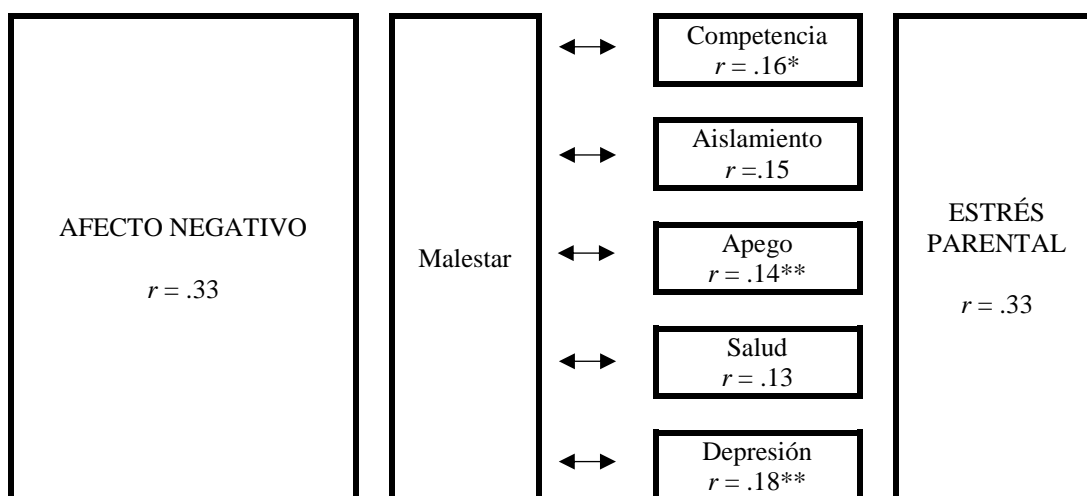 AFECTO NEGATIVO
r = .33
Malestar
Competencia
r = .16*
Aislamiento
r =.15
Apego
r = .14**
Salud
r = .13
Depresión
r = .18**
ESTRÉS
PARENTAL
r = .33